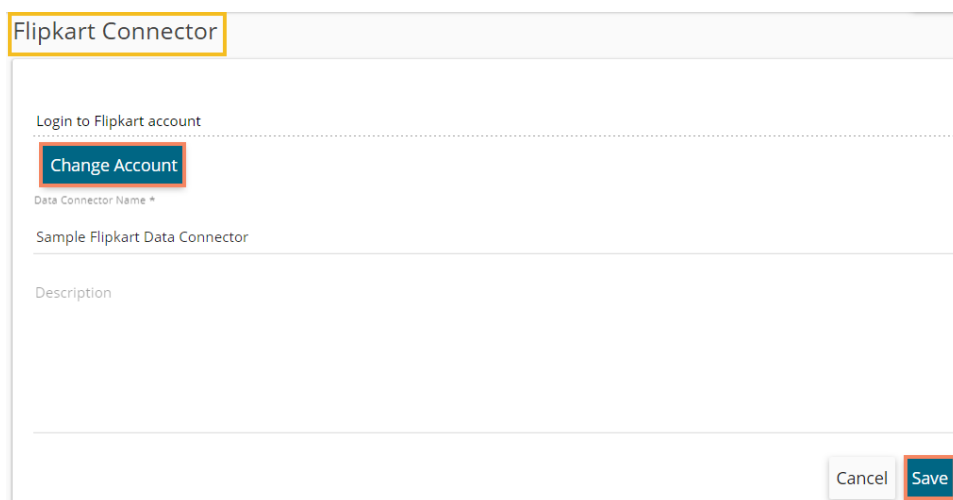 Flipkart Connector
Login to Flipkart account
Change Account
Data Connector Name *
Sample Flipkart Data Connector
Description
Cancel Save